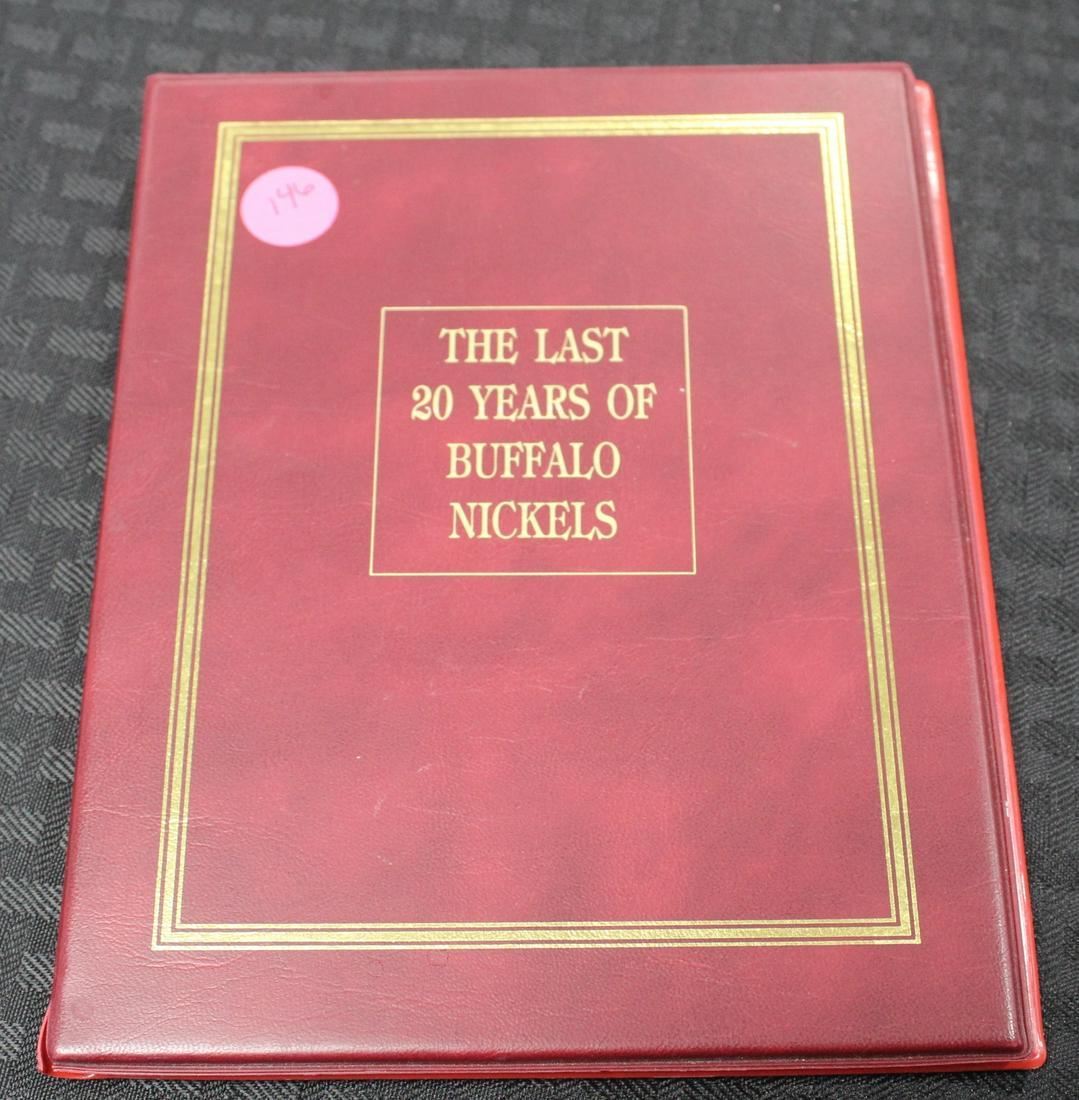 146
THE LAST
20 YEARS OF
BUFFALO
NICKELS